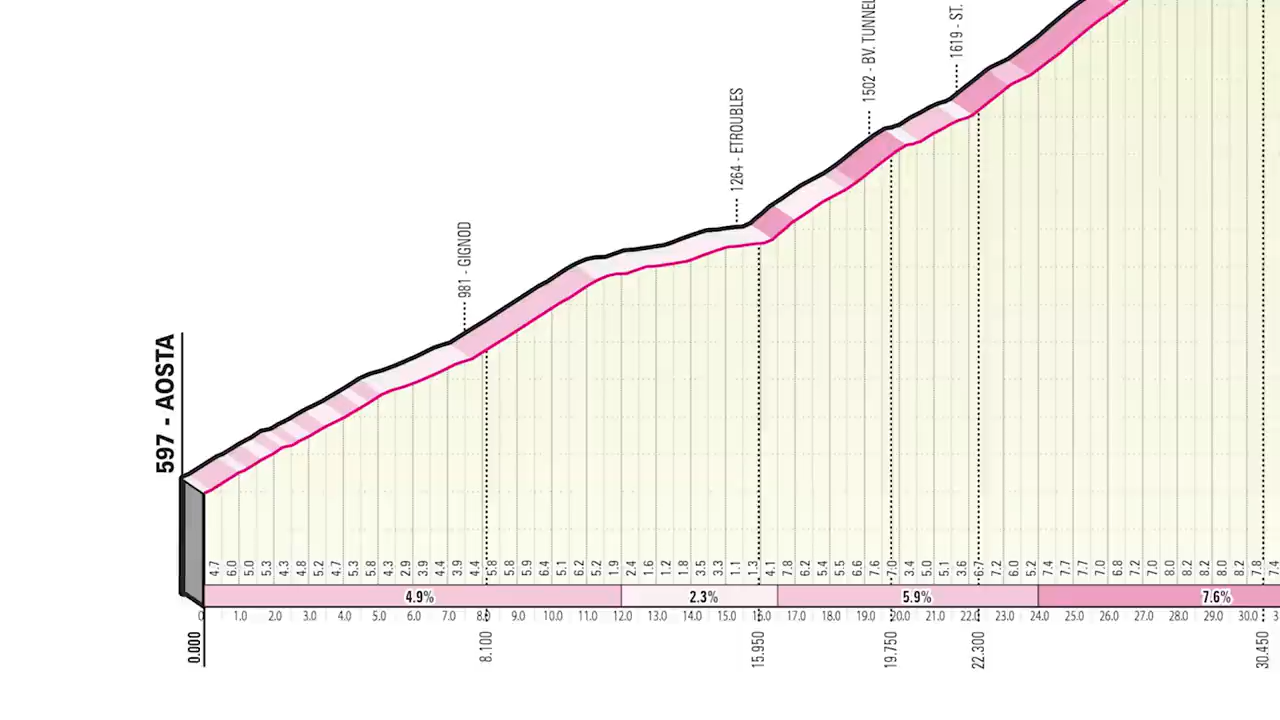 597 - AOSTA
981 - GIGNOD
1264 - ETROUBLES
1502 - BV. TUNNEL
1619 - ST.
4.7 6.0 5.0 5.3 4.3 4.8 5.2 4.7 5.3 5.8 4.3 2.9 3.9 4.4 3.9 4.4 5.8 5.8 5.9 6.4 5.1 6.2 5.2 1.9 2.4 1.6 1.2 1.8 3.5 3.3 1.1 1.3 4.1 7.8 6.2 5.4 5.5 6.6 7.6 7.0 3.4 5.0 5.1 3.6 6.7 7.2 6.0 5.2 7.4 7.7 7.7 7.0 6.8 7.2 7.0 8.0 8.2 8.2 8.0 8.2 7.8 7.4
4.9% 2.3% 5.9% 7.6%
0 1.0 2.0 3.0 4.0 5.0 6.0 7.0 8.0 9.0 10.0 11.0 12.0 13.0 14.0 15.0 16.0 17.0 18.0 19.0 20.0 21.0 22.0 23.0 24.0 25.0 26.0 27.0 28.0 29.0 30.0 3
0.000 8.100 15.950 19.750 22.300 30.450